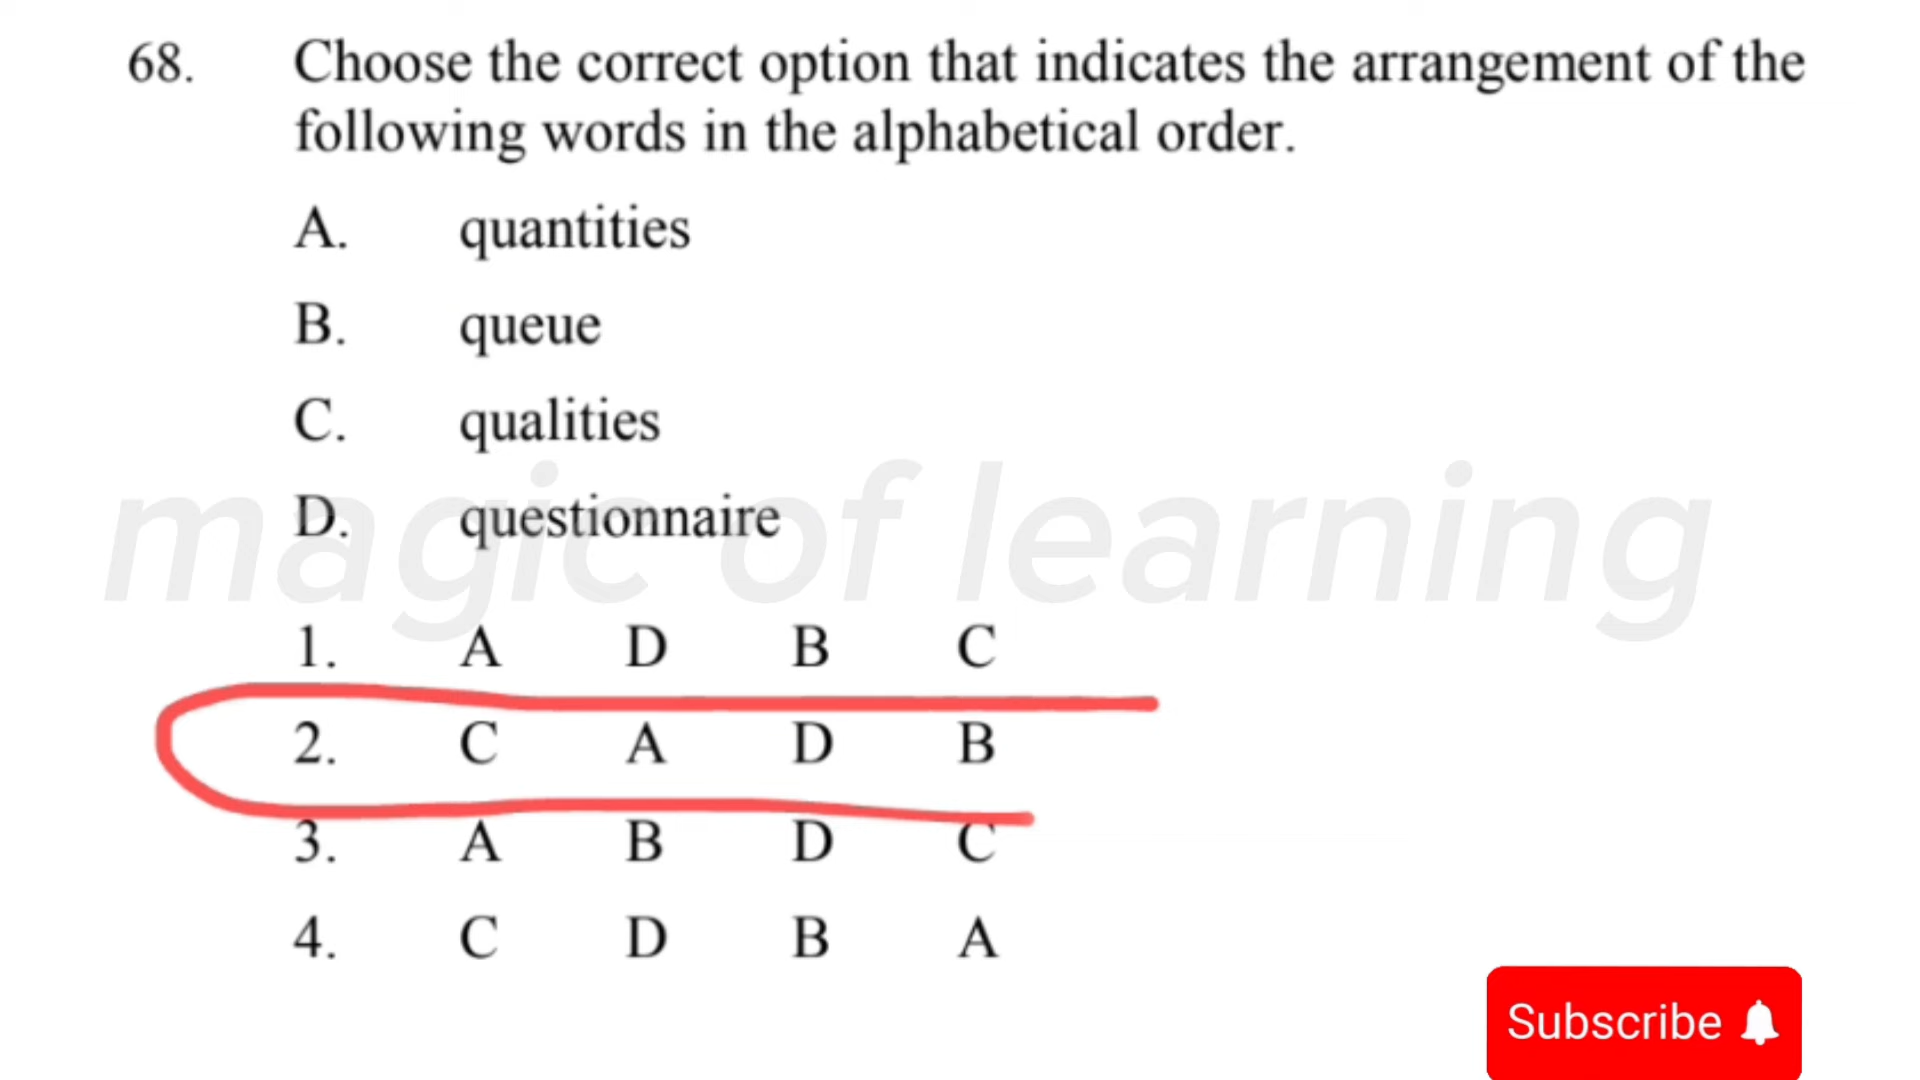 68. Choose the correct option that indicates the arrangement of the
following words in the alphabetical order.
A. quantities
B. queue
C. qualities
D. questionnaire
magic of learning
1. A D B C
2. C A D B
3. A B D C
4. C D B A
Subscribe